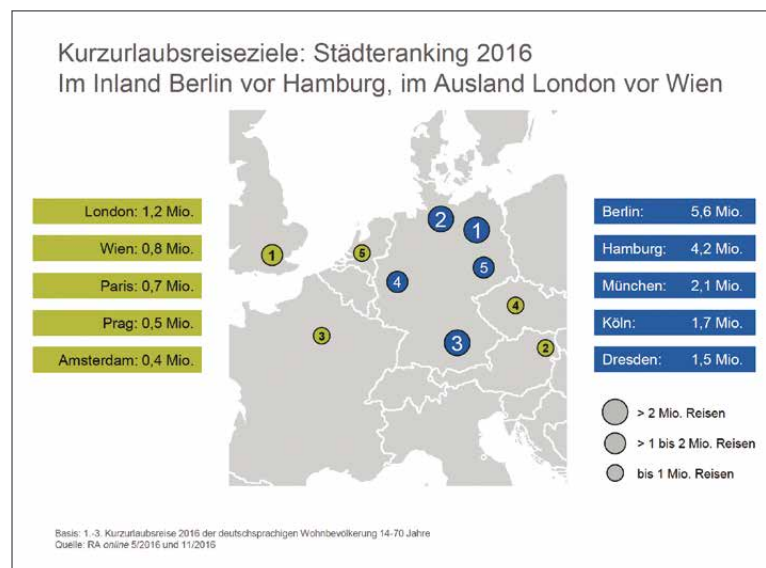 Kurzurlaubsreiseziele: Städteranking 2016
Im Inland Berlin vor Hamburg, im Ausland London vor Wien
London: 1,2 Mio.
Wien: 0,8 Mio.
Paris: 0,7 Mio.
Prag: 0,5 Mio.
Amsterdam: 0,4 Mio.
2
1
1
5
5
4
4
3
3
2
Berlin: 5,6 Mio.
Hamburg: 4,2 Mio.
München: 2,1 Mio.
Köln: 1,7 Mio.
Dresden: 1,5 Mio.
> 2 Mio. Reisen
> 1 bis 2 Mio. Reisen
bis 1 Mio. Reisen
Basis: 1.-3. Kurzurlaubsreise 2016 der deutschsprachigen Wohnbevölkerung 14-70 Jahre
Quelle: RA online 5/2016 und 11/2016